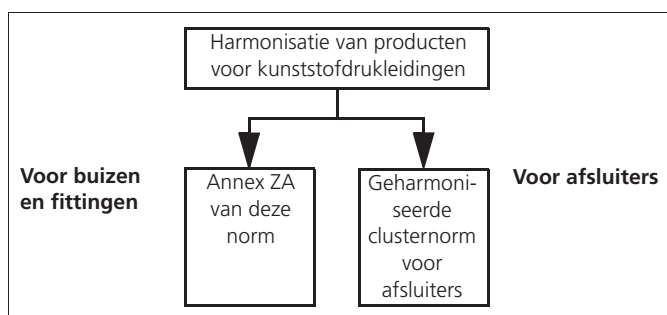 Harmonisatie van producten
voor kunststofdrukleidingen
Voor buizen
en fittingen
Annex ZA
van deze
norm
Geharmoni-
seerde
clusternorm
voor
afsluiters
Voor afsluiters